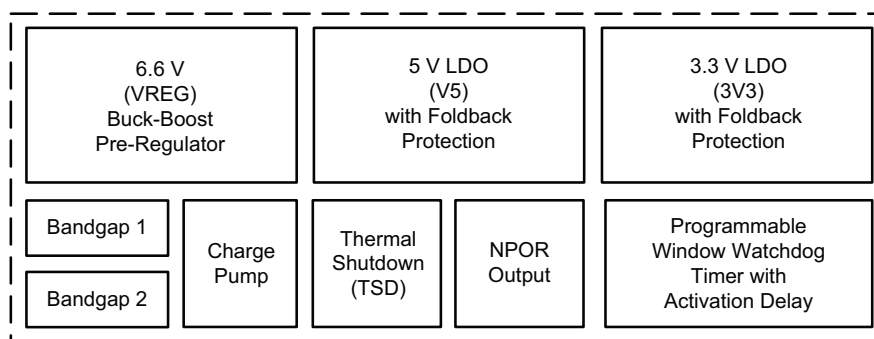 6.6 V
(VREG)
Buck-Boost
Pre-Regulator
5 V LDO
(V5)
with Foldback
Protection
3.3 V LDO
(3V3)
with Foldback
Protection
Bandgap 1
Bandgap 2
Charge
Pump
Thermal
Shutdown
(TSD)
NPOR
Output
Programmable
Window Watchdog
Timer with
Activation Delay